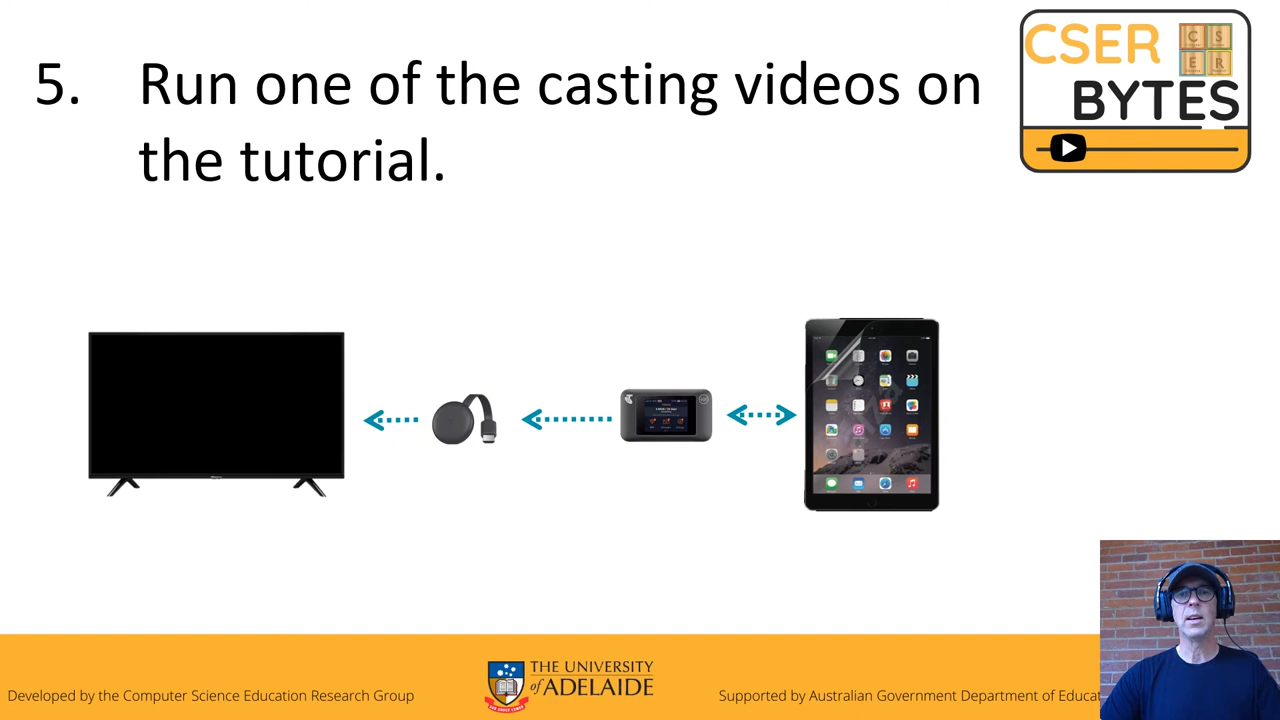 5. Run one of the casting videos on
the tutorial.
CSER
C S
E R
BYTES
THE UNIVERSITY
of ADELAIDE
Developed by the Computer Science Education Research Group
Supported by Australian Government Department of Educat